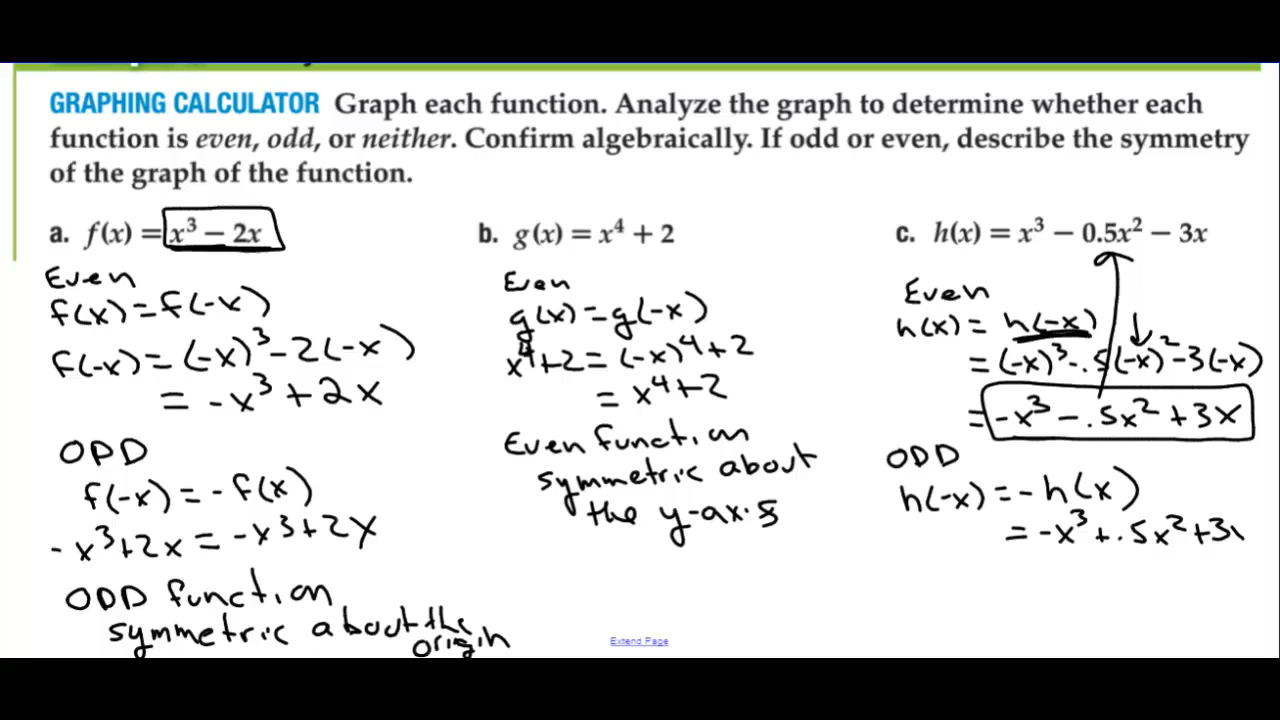 GRAPHING CALCULATOR Graph each function. Analyze the graph to determine whether each
function is even, odd, or neither. Confirm algebraically. If odd or even, describe the symmetry
of the graph of the function.
a. f(x) = x³ − 2x
Even
f(x) = f(-x)
f(-x) = (-x)³ - 2(-x)
= -x³ + 2x
ODD
f(-x) = - f(x)
-x³+2x = -x³+2x
ODD function
symmetric about the
origin
b. g(x) = x⁴ + 2
Even
g(x) = g(-x)
x⁴+2 = (-x)⁴+2
= x⁴+2
Even function
symmetric about
the y-axis
c. h(x) = x³ − 0.5x² − 3x
Even
h(x) = h(-x)
= (-x)³ - .5(-x)² - 3(-x)
= -x³ - .5x² + 3x
ODD
h(-x) = - h(x)
= -x³ + .5x² + 3x
Extend Page